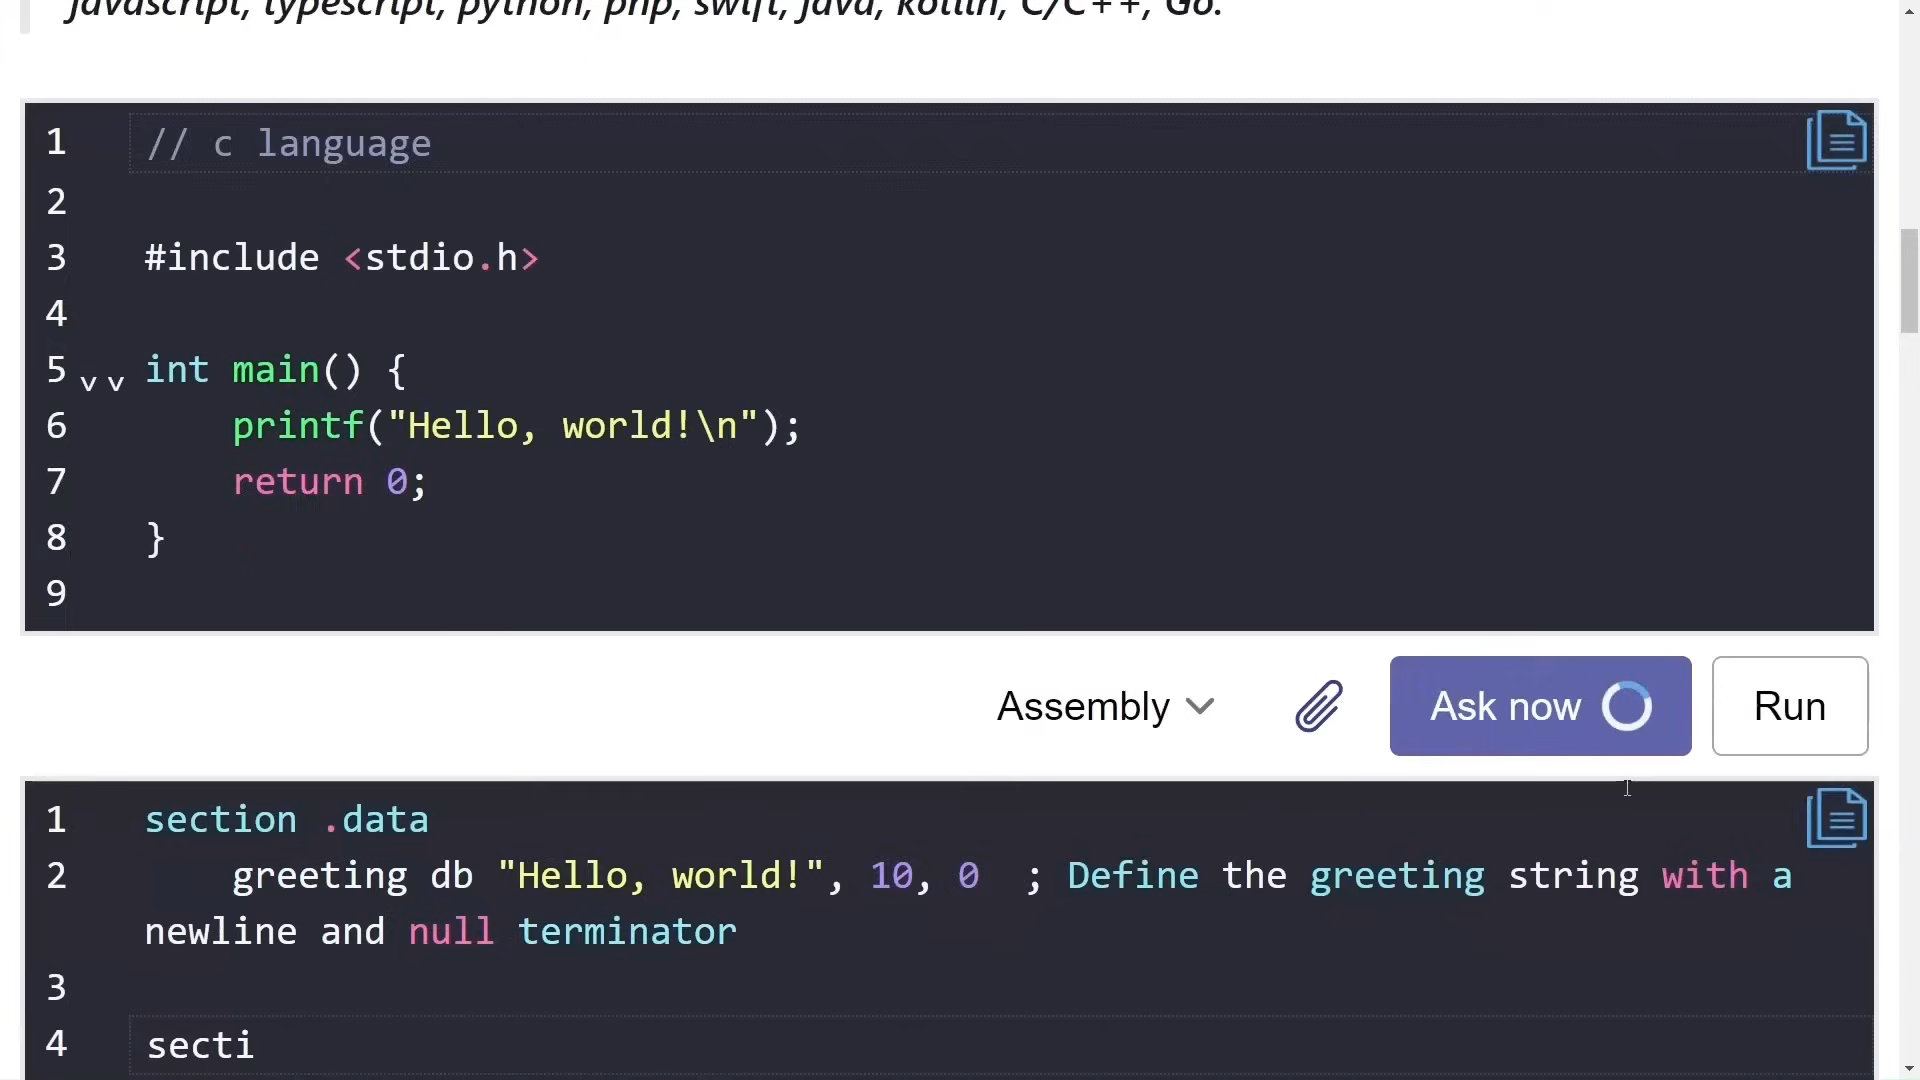 javascript, typescript, python, php, swift, java, kotlin, C/C++, Go.
1 // c language
2
3 #include <stdio.h>
4
5 int main() {
6 printf("Hello, world!\n");
7 return 0;
8 }
9
Assembly Ask now Run
1 section .data
2 greeting db "Hello, world!", 10, 0 ; Define the greeting string with a
newline and null terminator
3
4 secti